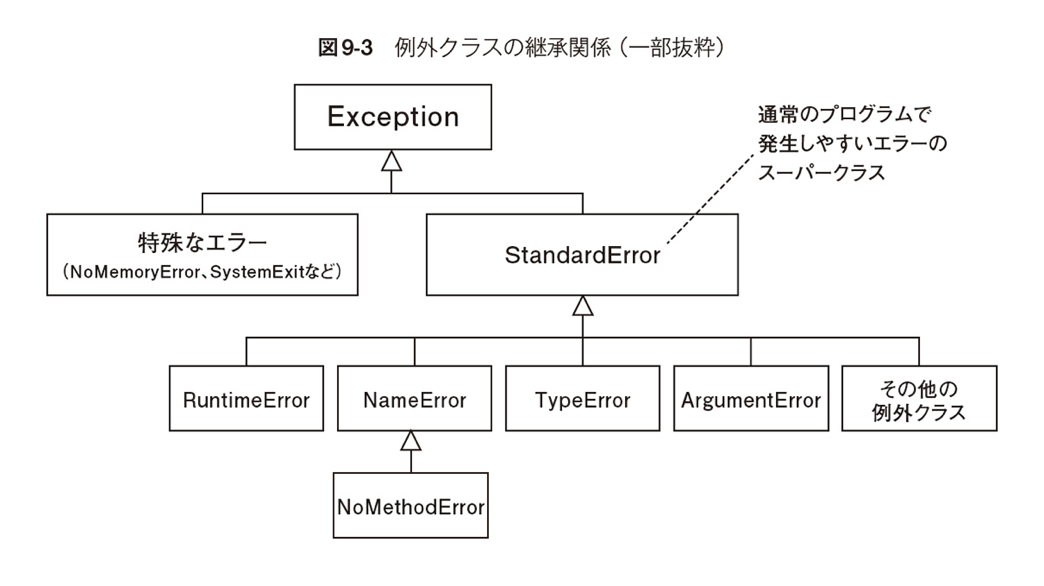 図9-3 例外クラスの継承関係（一部抜粋）
Exception
通常のプログラムで
発生しやすいエラーの
スーパークラス
特殊なエラー
（NoMemoryError、SystemExitなど）
StandardError
RuntimeError
NameError
TypeError
ArgumentError
その他の
例外クラス
NoMethodError